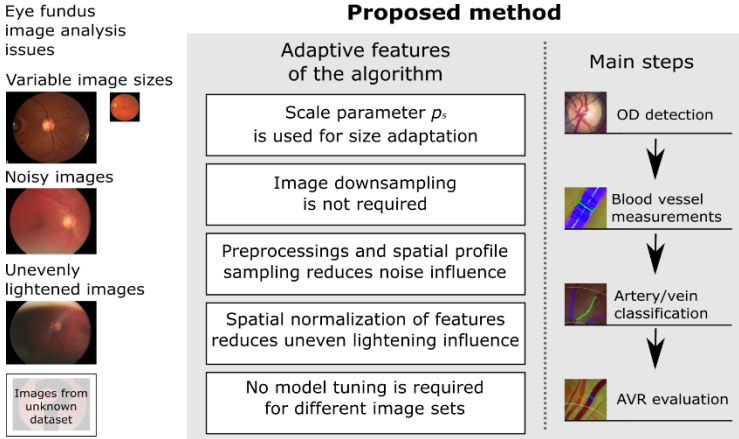 Eye fundus
image analysis
issues
Variable image sizes
Noisy images
Unevenly
lightened images
Images from
unknown
dataset
Proposed method
Adaptive features
of the algorithm
Scale parameter pₛ
is used for size adaptation
Image downsampling
is not required
Preprocessings and spatial profile
sampling reduces noise influence
Spatial normalization of features
reduces uneven lightening influence
No model tuning is required
for different image sets
Main steps
OD detection
Blood vessel
measurements
Artery/vein
classification
AVR evaluation